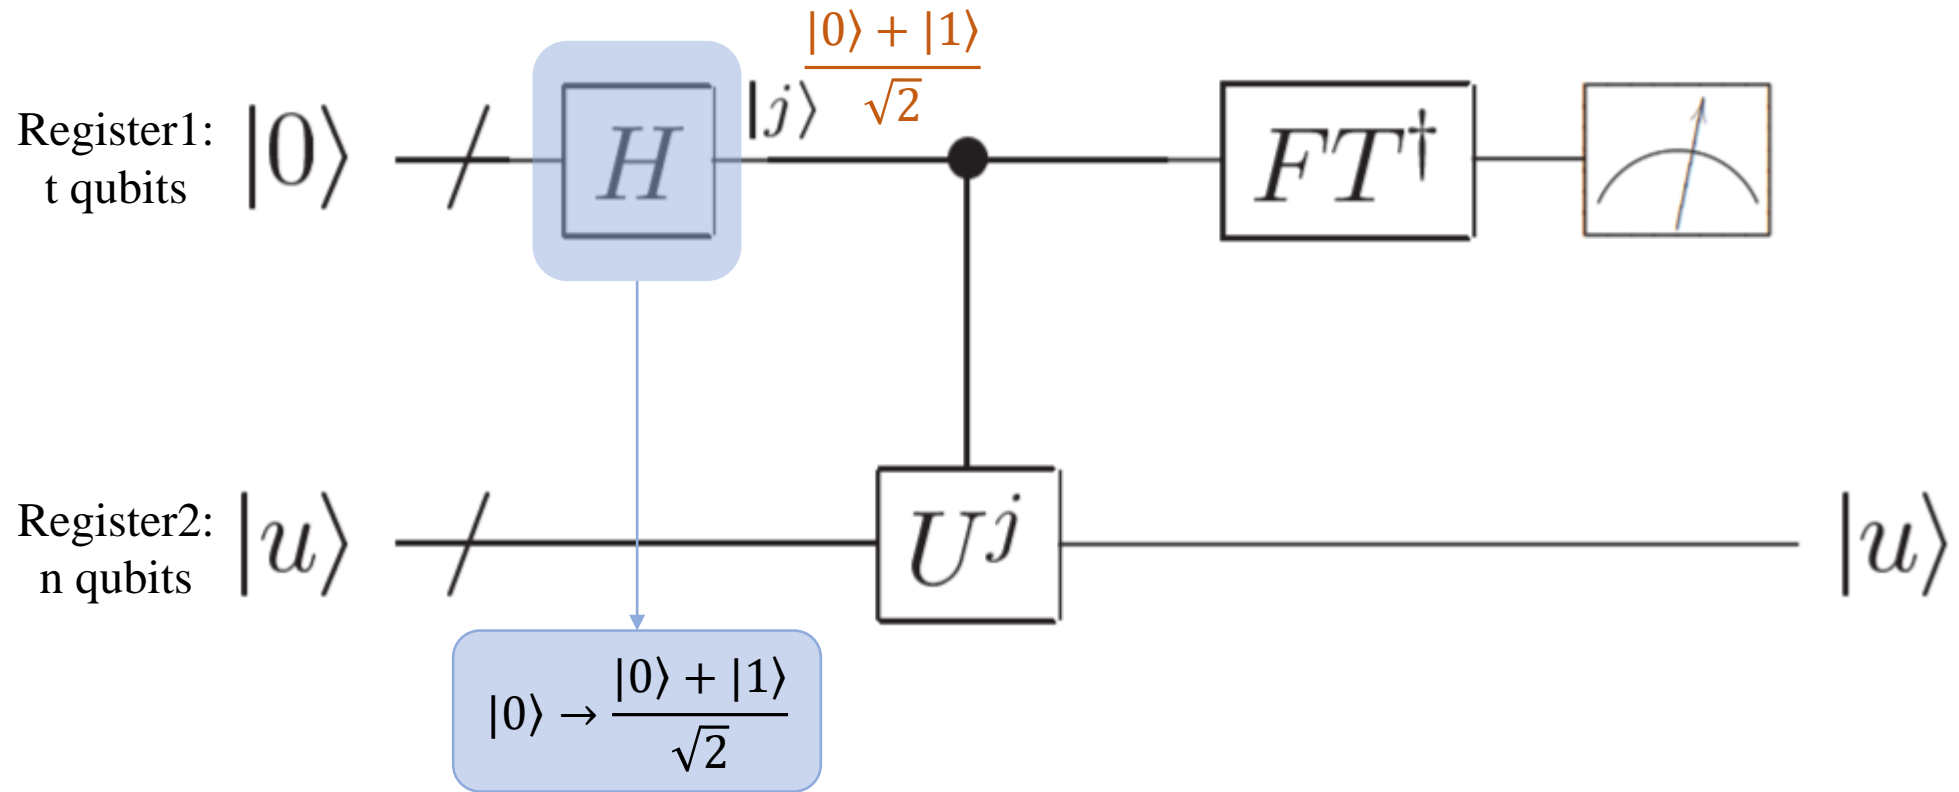 Register1:
t qubits
|0⟩
H
|j⟩
|0⟩ + |1⟩
√2
FT†
Register2:
n qubits
|u⟩
U^j
|u⟩
|0⟩ → |0⟩ + |1⟩
√2